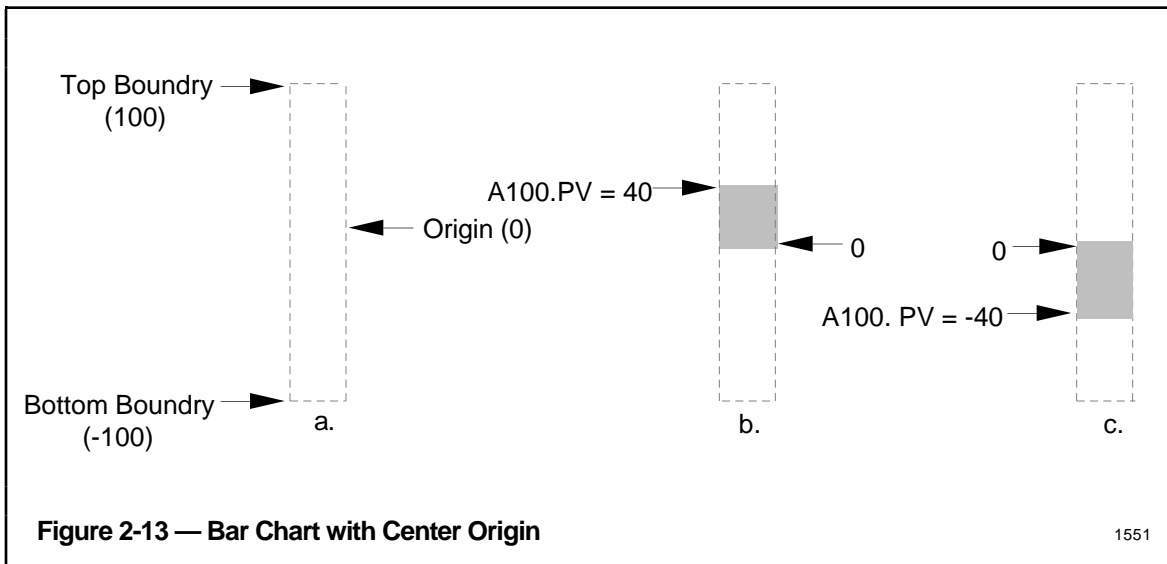 Top Boundry
(100)
A100.PV = 40
Origin (0)
0
0
A100. PV = -40
Bottom Boundry
(-100)
a.
b.
c.
Figure 2-13 — Bar Chart with Center Origin
1551